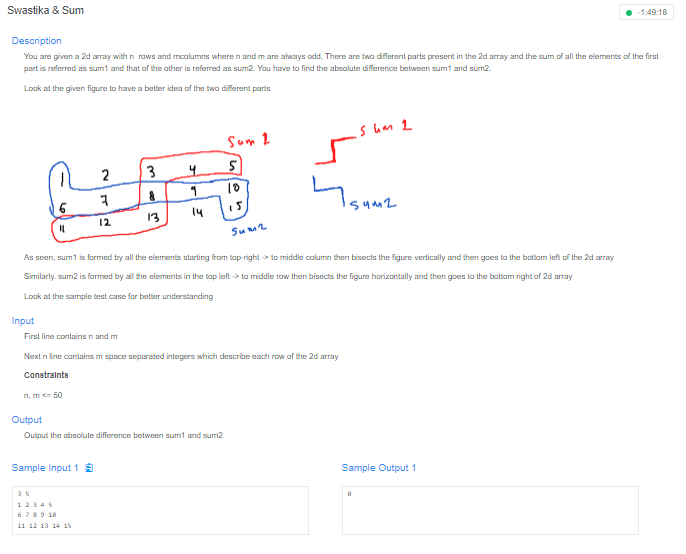 Swastika & Sum
-1:49:18
Description
You are given a 2d array with n rows and mcolumns where n and m are always odd. There are two different parts present in the 2d array and the sum of all the elements of the first
part is referred as sum1 and that of the other is referred as sum2. You have to find the absolute difference between sum1 and sum2.
Look at the given figure to have a better idea of the two different parts
Sum 1
sum 1
1 2 3 4 5
6 7 8 9 10
11 12 13 14 15
sum2
sum2
As seen, sum1 is formed by all the elements starting from top-right -> to middle column then bisects the figure vertically and then goes to the bottom left of the 2d array
Similarly, sum2 is formed by all the elements in the top left -> to middle row then bisects the figure horizontally and then goes to the bottom right of 2d array
Look at the sample test case for better understanding
Input
First line contains n and m
Next n line contains m space separated integers which describe each row of the 2d array
Constraints
n, m <= 50
Output
Output the absolute difference between sum1 and sum2
Sample Input 1
Sample Output 1
3 5
1 2 3 4 5
6 7 8 9 10
11 12 13 14 15
0